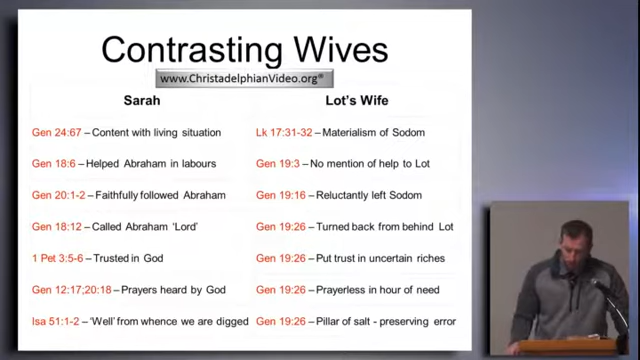 Contrasting Wives
www.ChristadelphianVideo.org®
Sarah Lot's Wife
Gen 24:67 – Content with living situation Lk 17:31-32 – Materialism of Sodom
Gen 18:6 – Helped Abraham in labours Gen 19:3 – No mention of help to Lot
Gen 20:1-2 – Faithfully followed Abraham Gen 19:16 – Reluctantly left Sodom
Gen 18:12 – Called Abraham 'Lord' Gen 19:26 – Turned back from behind Lot
1 Pet 3:5-6 – Trusted in God Gen 19:26 – Put trust in uncertain riches
Gen 12:17;20:18 – Prayers heard by God Gen 19:26 – Prayerless in hour of need
Isa 51:1-2 – 'Well' from whence we are digged Gen 19:26 – Pillar of salt - preserving error